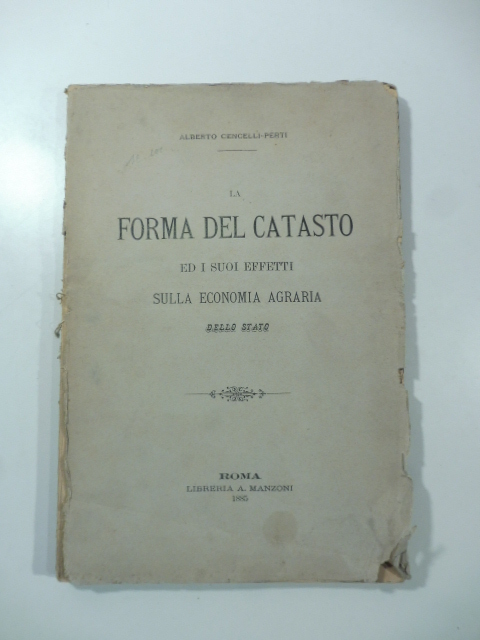 ALBERTO CENCELLI-PERTI
LA
FORMA DEL CATASTO
ED I SUOI EFFETTI
SULLA ECONOMIA AGRARIA
DELLO STATO
ROMA
LIBRERIA A. MANZONI
1885